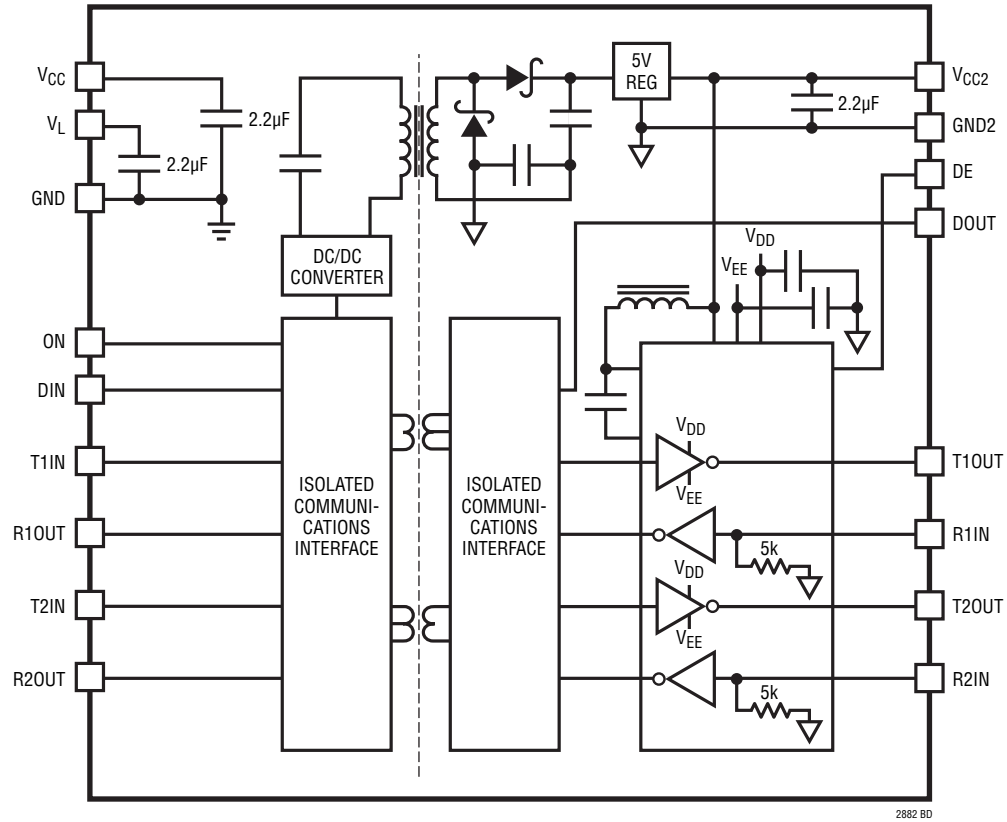 VCC
VL
GND
ON
DIN
T1IN
R1OUT
T2IN
R2OUT
2.2µF
2.2µF
DC/DC
CONVERTER
ISOLATED
COMMUNI-
CATIONS
INTERFACE
ISOLATED
COMMUNI-
CATIONS
INTERFACE
5V
REG
2.2µF
VDD
VEE
VDD
VEE
5k
VDD
VEE
5k
VCC2
GND2
DE
DOUT
T1OUT
R1IN
T2OUT
R2IN
2882 BD